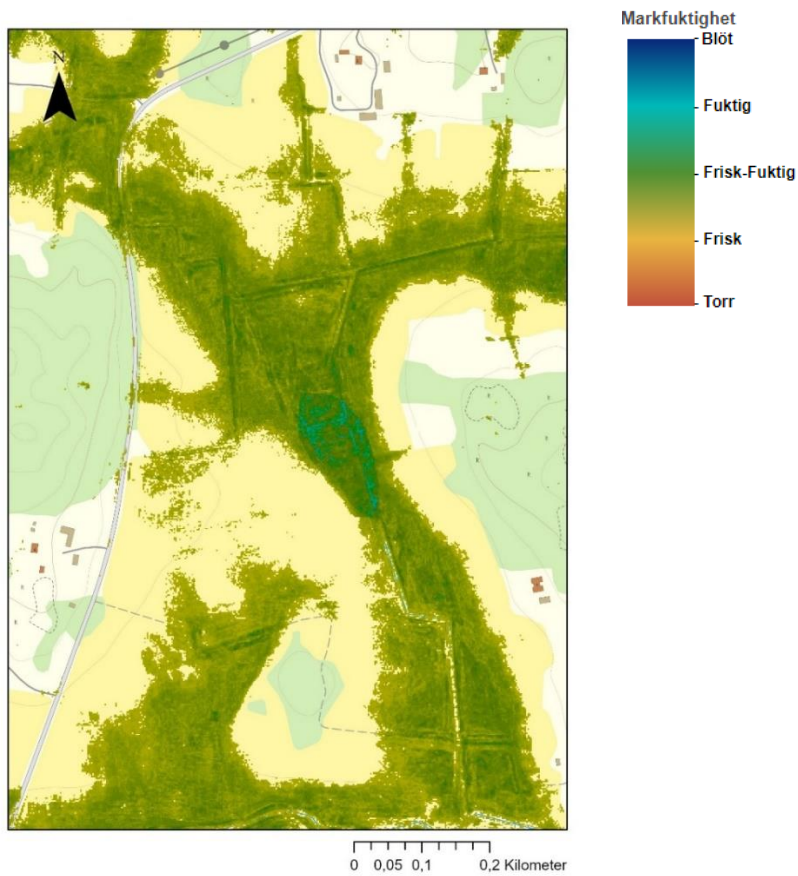 Markfuktighet
Blöt
Fuktig
Frisk-Fuktig
Frisk
Torr
N
0 0,05 0,1 0,2 Kilometer